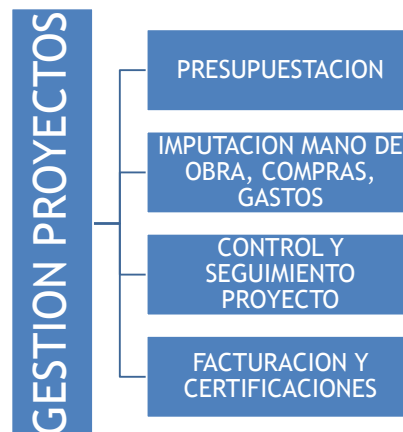 GESTION PROYECTOS
PRESUPUESTACION
IMPUTACION MANO DE
OBRA, COMPRAS,
GASTOS
CONTROL Y
SEGUIMIENTO
PROYECTO
FACTURACION Y
CERTIFICACIONES